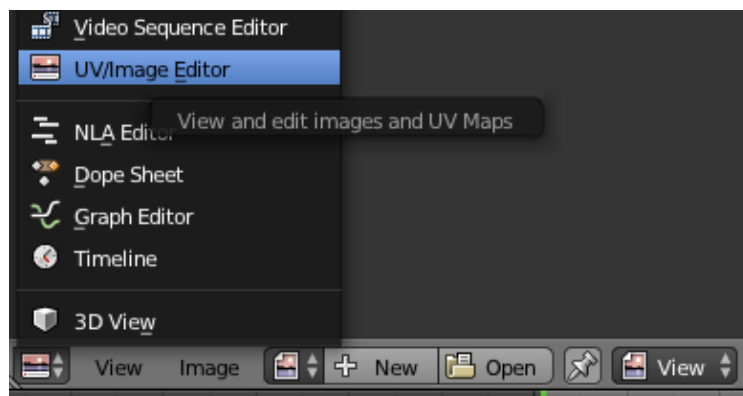 Video Sequence Editor
UV/Image Editor
View and edit images and UV Maps
NLA Editor
Dope Sheet
Graph Editor
Timeline
3D View
View Image New Open View